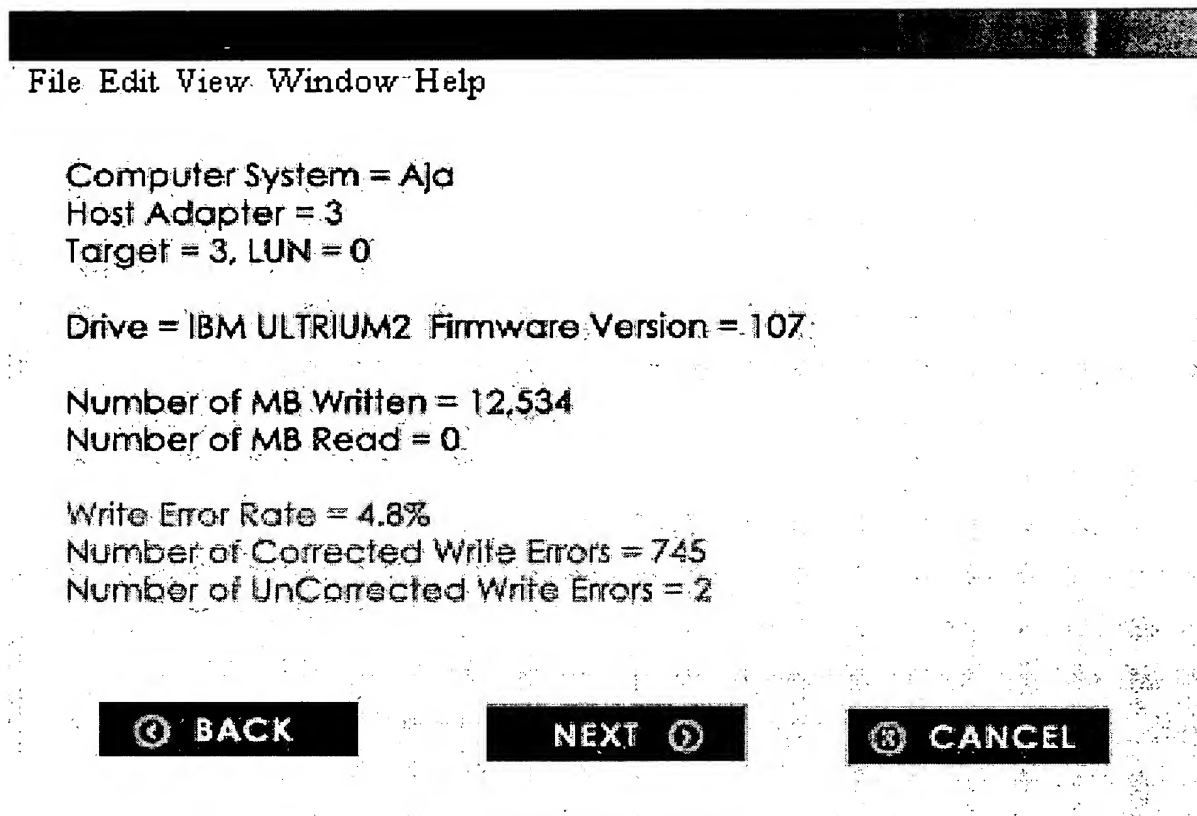 File Edit View Window Help
Computer System = Aja
Host Adapter = 3
Target = 3, LUN = 0
Drive = IBM ULTRIUM2 Firmware Version = 107
Number of MB Written = 12,534
Number of MB Read = 0
Write Error Rate = 4.8%
Number of Corrected Write Errors = 745
Number of UnCorrected Write Errors = 2
BACK NEXT CANCEL